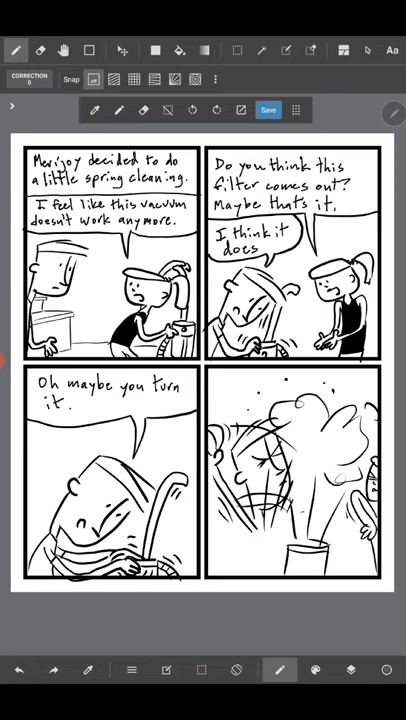 CORRECTION
0
Snap
Aa
Save
Merijoy decided to do
a little spring cleaning.
I feel like this vacuum
doesn't work anymore.
Do you think this
filter comes out?
Maybe thats it.
I think it
does
Oh maybe you turn
it.